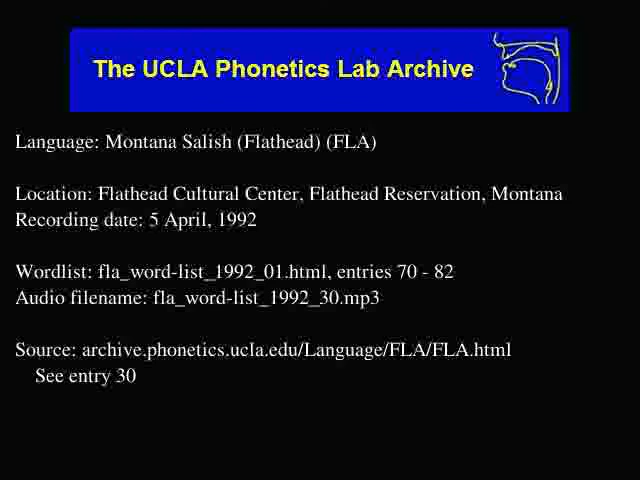 The UCLA Phonetics Lab Archive
Language: Montana Salish (Flathead) (FLA)
Location: Flathead Cultural Center, Flathead Reservation, Montana
Recording date: 5 April, 1992
Wordlist: fla_word-list_1992_01.html, entries 70 - 82
Audio filename: fla_word-list_1992_30.mp3
Source: archive.phonetics.ucla.edu/Language/FLA/FLA.html
See entry 30